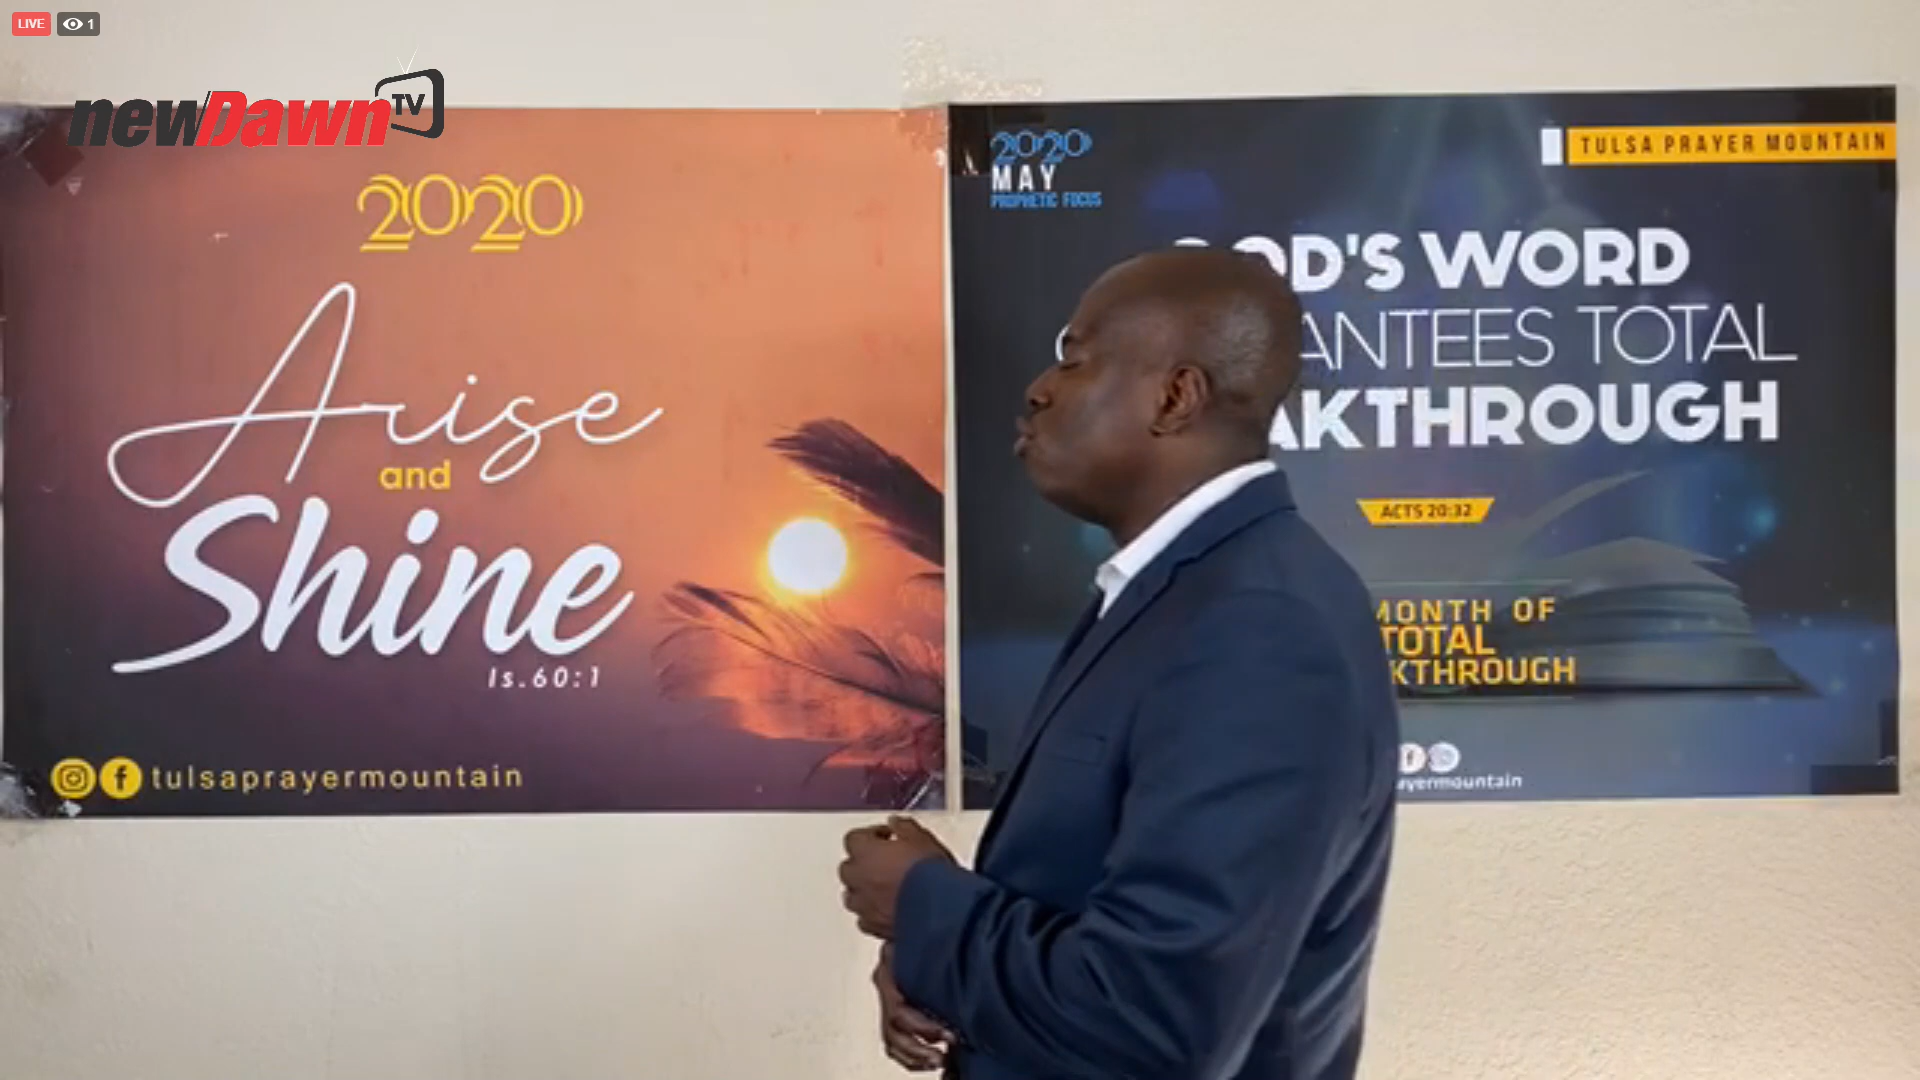 LIVE 1
newDawn TV
2020
Arise
and
Shine
Is.60:1
tulsaprayermountain
2020
MAY
PROPHETIC FOCUS
TULSA PRAYER MOUNTAIN
OD'S WORD
ANTEES TOTAL
AKTHROUGH
ACTS 20:32
MONTH OF
TOTAL
KTHROUGH
ayermountain